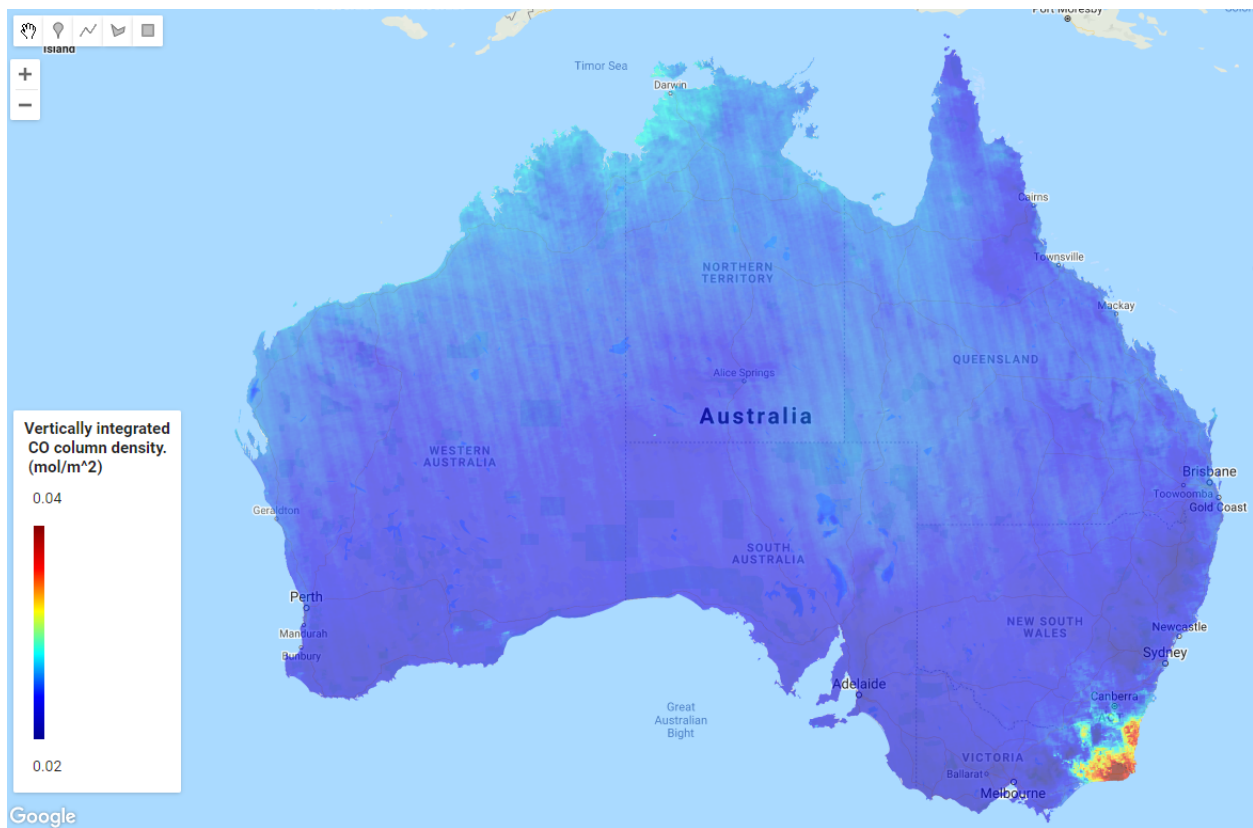 Port Moresby
Island
Timor Sea
Darwin
+
−
Cairns
Townsville
NORTHERN
TERRITORY
Mackay
QUEENSLAND
Alice Springs
Australia
Vertically integrated
CO column density.
(mol/m^2)
0.04
0.02
WESTERN
AUSTRALIA
Brisbane
Toowoomba
Gold Coast
Geraldton
SOUTH
AUSTRALIA
Perth
Mandurah
Bunbury
NEW SOUTH
WALES
Newcastle
Sydney
Adelaide
Canberra
Great
Australian
Bight
VICTORIA
Ballarat
Melbourne
Google